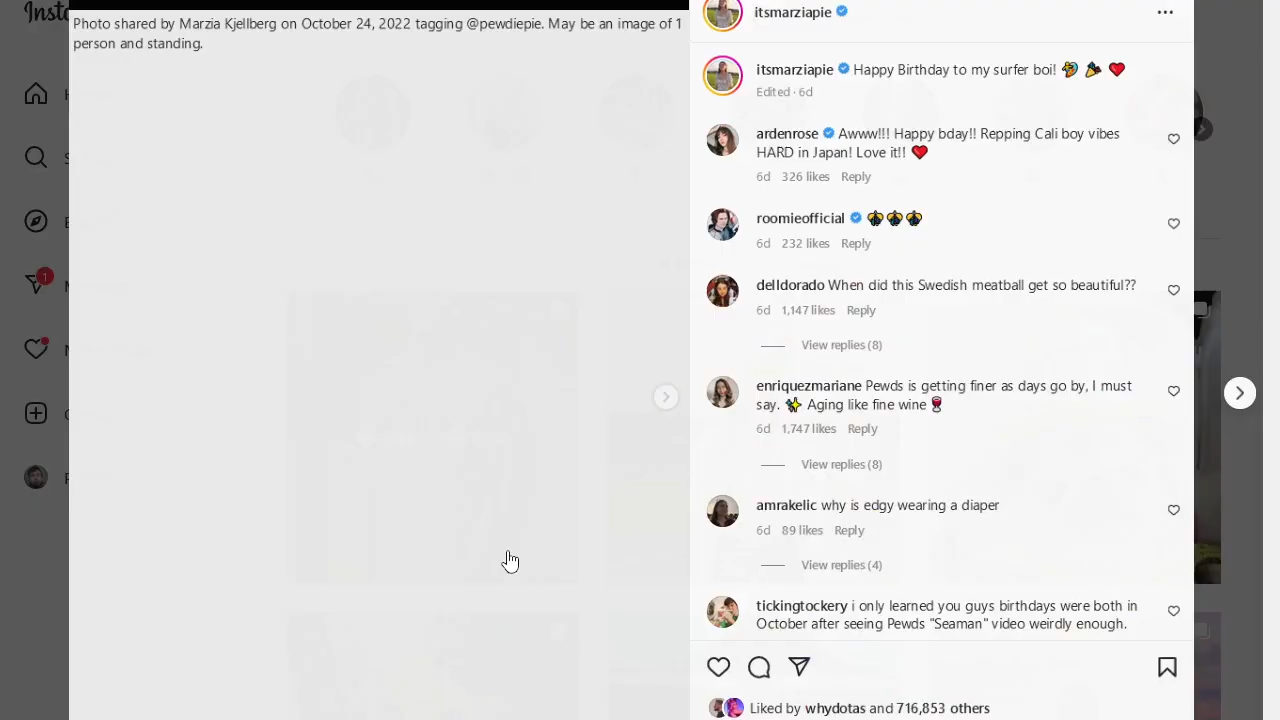 Insta
itsmarziapie
Photo shared by Marzia Kjellberg on October 24, 2022 tagging @pewdiepie. May be an image of 1
person and standing.
itsmarziapie Happy Birthday to my surfer boi! 🏄 🎉 ❤️
Edited · 6d
ardenrose Awww!!! Happy bday!! Repping Cali boy vibes
HARD in Japan! Love it!! ❤️
6d 326 likes Reply
roomieofficial
6d 232 likes Reply
delldorado When did this Swedish meatball get so beautiful??
6d 1,147 likes Reply
View replies (8)
enriquezmariane Pewds is getting finer as days go by, I must
say. ✨ Aging like fine wine🍷
6d 1,747 likes Reply
View replies (8)
amrakelic why is edgy wearing a diaper
6d 89 likes Reply
View replies (4)
tickingtockery i only learned you guys birthdays were both in
October after seeing Pewds "Seaman" video weirdly enough.
1
Liked by whydotas and 716,853 others